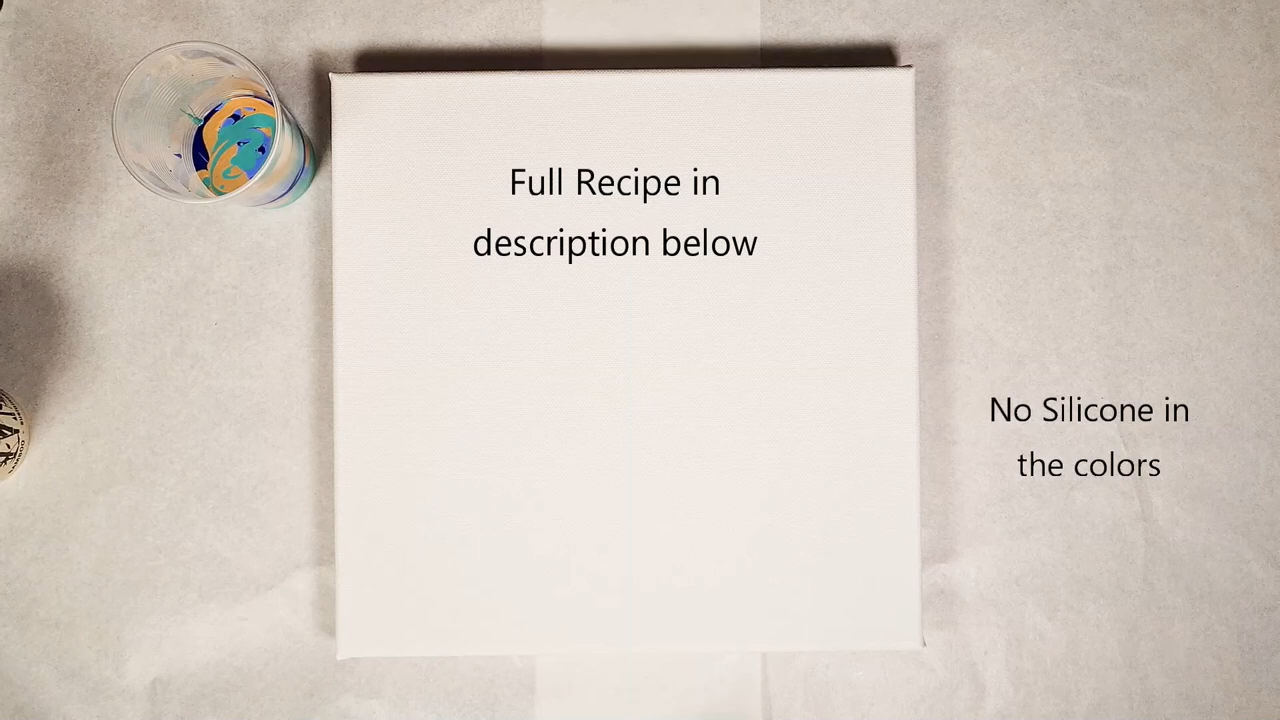 Full Recipe in
description below
No Silicone in
the colors